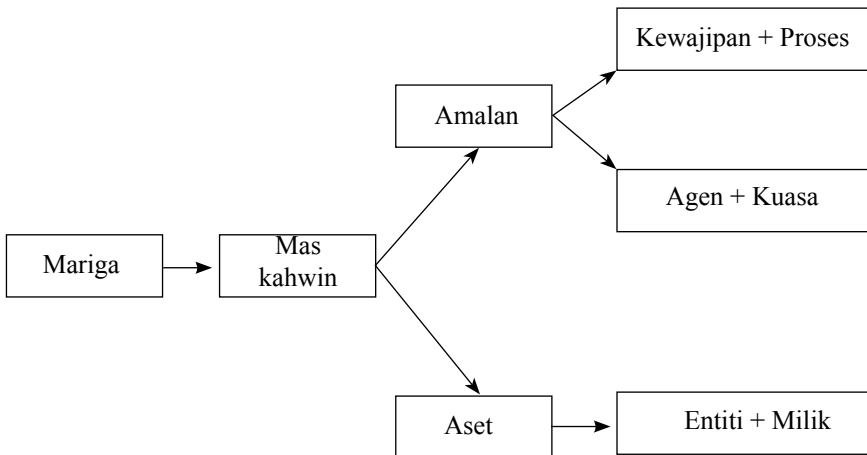 Kewajipan + Proses
Amalan
Agen + Kuasa
Mariga
Mas
kahwin
Aset
Entiti + Milik